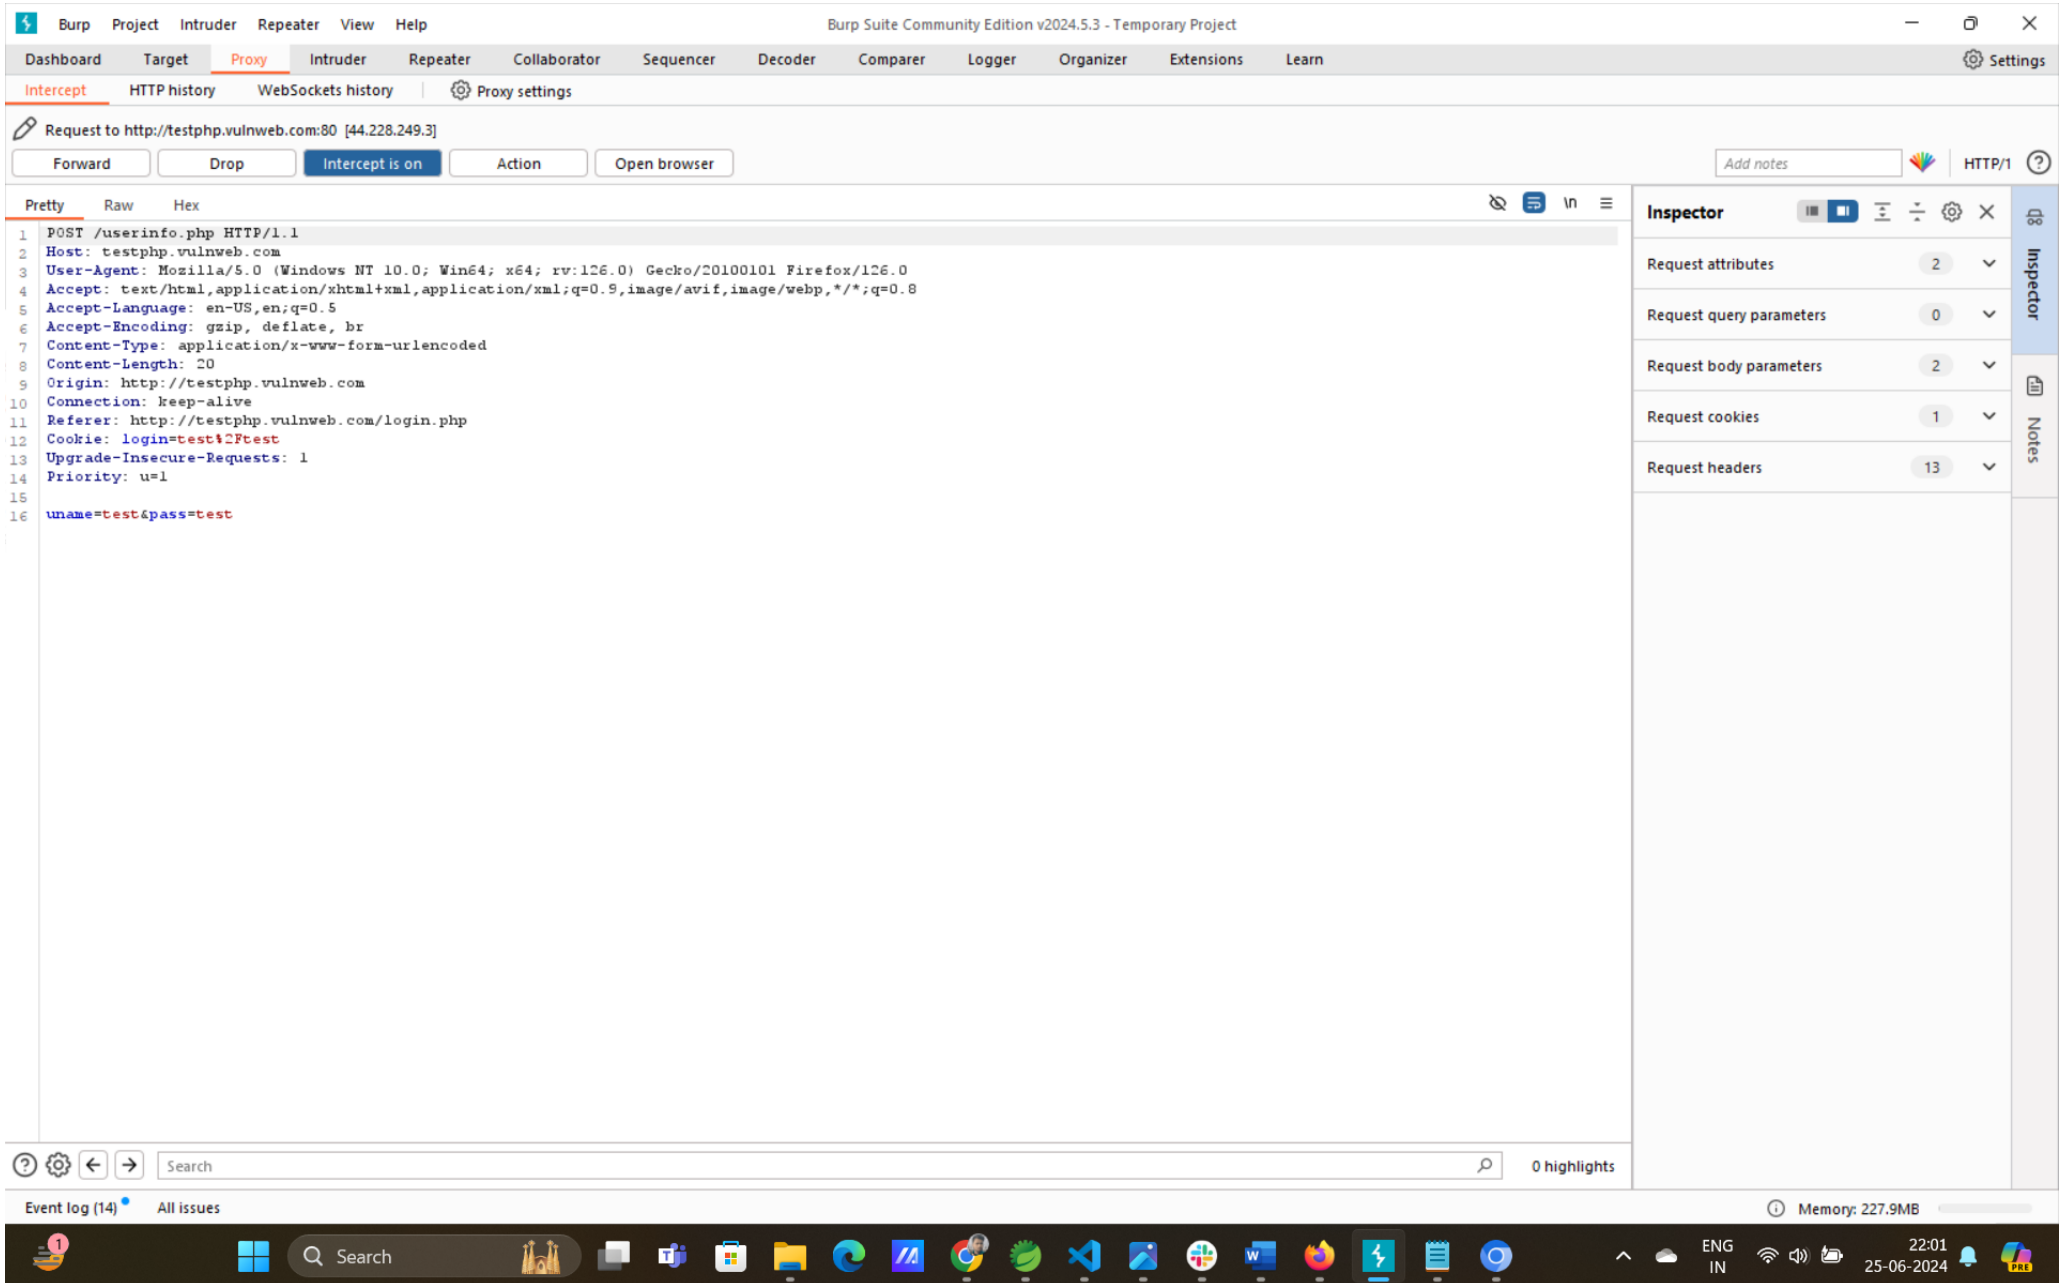 Burp Project Intruder Repeater View Help Burp Suite Community Edition v2024.5.3 - Temporary Project
Dashboard Target Proxy Intruder Repeater Collaborator Sequencer Decoder Comparer Logger Organizer Extensions Learn Settings
Intercept HTTP history WebSockets history Proxy settings
Request to http://testphp.vulnweb.com:80 [44.228.249.3]
Forward Drop Intercept is on Action Open browser Add notes HTTP/1 ?
Pretty Raw Hex \n
1 POST /userinfo.php HTTP/1.1
2 Host: testphp.vulnweb.com
3 User-Agent: Mozilla/5.0 (Windows NT 10.0; Win64; x64; rv:126.0) Gecko/20100101 Firefox/126.0
4 Accept: text/html,application/xhtml+xml,application/xml;q=0.9,image/avif,image/webp,*/*;q=0.8
5 Accept-Language: en-US,en;q=0.5
6 Accept-Encoding: gzip, deflate, br
7 Content-Type: application/x-www-form-urlencoded
8 Content-Length: 20
9 Origin: http://testphp.vulnweb.com
10 Connection: keep-alive
11 Referer: http://testphp.vulnweb.com/login.php
12 Cookie: login=test%2Ftest
13 Upgrade-Insecure-Requests: 1
14 Priority: u=1
15
16 uname=test&pass=test
Inspector
Request attributes 2
Request query parameters 0
Request body parameters 2
Request cookies 1
Request headers 13
Inspector
Notes
? Search 0 highlights
Event log (14) All issues Memory: 227.9MB
1 Search ENG 22:01
IN 25-06-2024 PRE